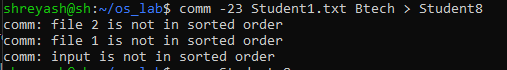 shreyash@sh:~/os_lab$ comm -23 Student1.txt Btech > Student8
comm: file 2 is not in sorted order
comm: file 1 is not in sorted order
comm: input is not in sorted order